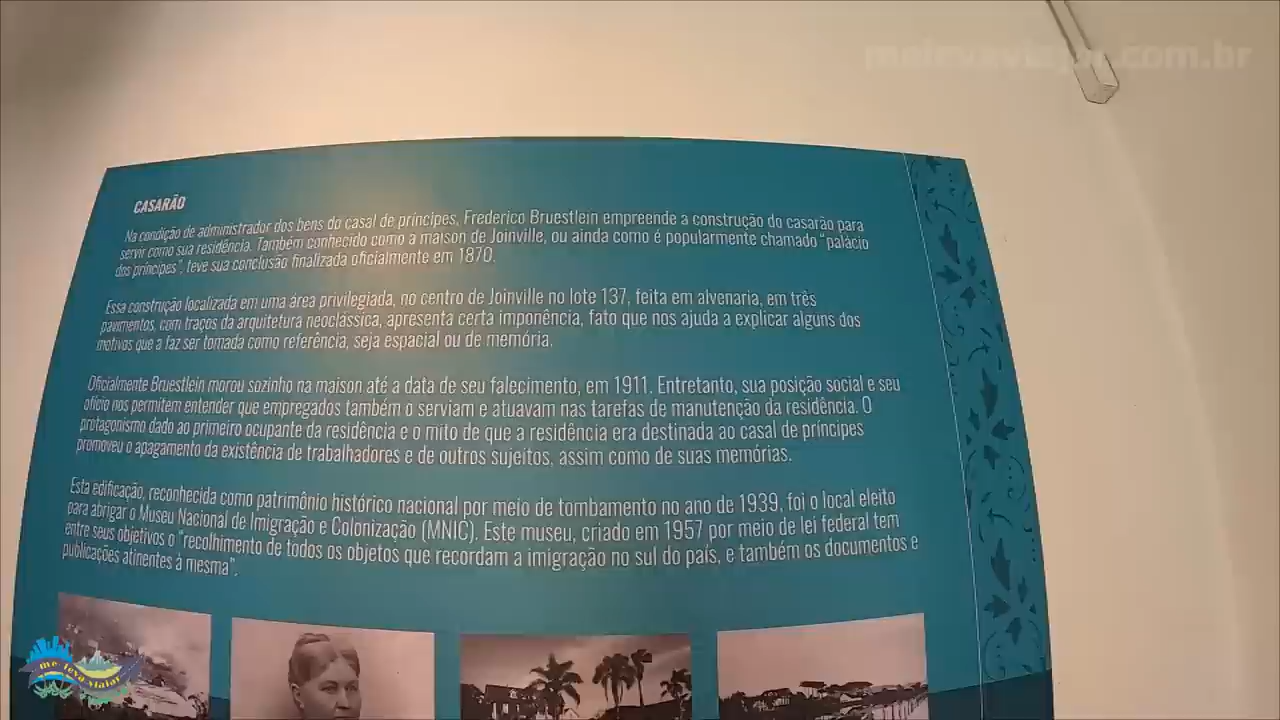 melevaviajar.com.br
CASARÃO
Na condição de administrador dos bens do casal de príncipes, Frederico Bruestlein empreende a construção do casarão para
servir como sua residência. Também conhecido como a maison de Joinville, ou ainda como é popularmente chamado "palácio
dos príncipes", teve sua conclusão finalizada oficialmente em 1870.
Essa construção localizada em uma área privilegiada, no centro de Joinville no lote 137, feita em alvenaria, em três
pavimentos, com traços da arquitetura neoclássica, apresenta certa imponência, fato que nos ajuda a explicar alguns dos
motivos que a faz ser tomada como referência, seja espacial ou de memória.
Oficialmente Bruestlein morou sozinho na maison até a data de seu falecimento, em 1911. Entretanto, sua posição social e seu
ofício nos permitem entender que empregados também o serviam e atuavam nas tarefas de manutenção da residência. O
protagonismo dado ao primeiro ocupante da residência e o mito de que a residência era destinada ao casal de príncipes
promoveu o apagamento da existência de trabalhadores e de outros sujeitos, assim como de suas memórias.
Esta edificação, reconhecida como patrimônio histórico nacional por meio de tombamento no ano de 1939, foi o local eleito
para abrigar o Museu Nacional de Imigração e Colonização (MNIC). Este museu, criado em 1957 por meio de lei federal tem
entre seus objetivos o "recolhimento de todos os objetos que recordam a imigração no sul do país, e também os documentos e
publicações atinentes à mesma".
me leva viajar